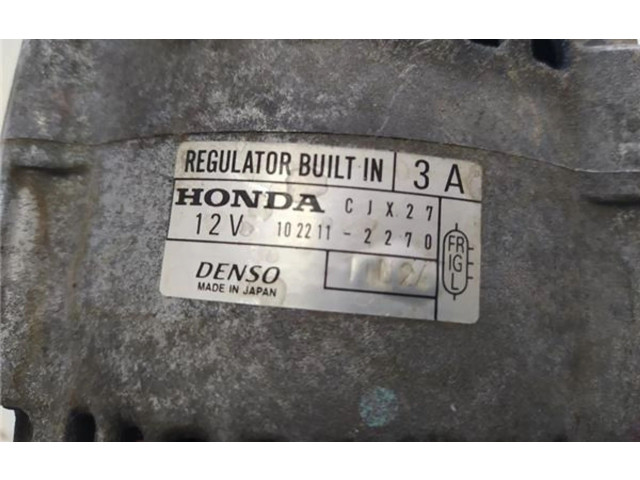 REGULATOR BUILT IN 3 A
HONDA CJX27
12V 102211-2270
FR
IG
L
DENSO
MADE IN JAPAN